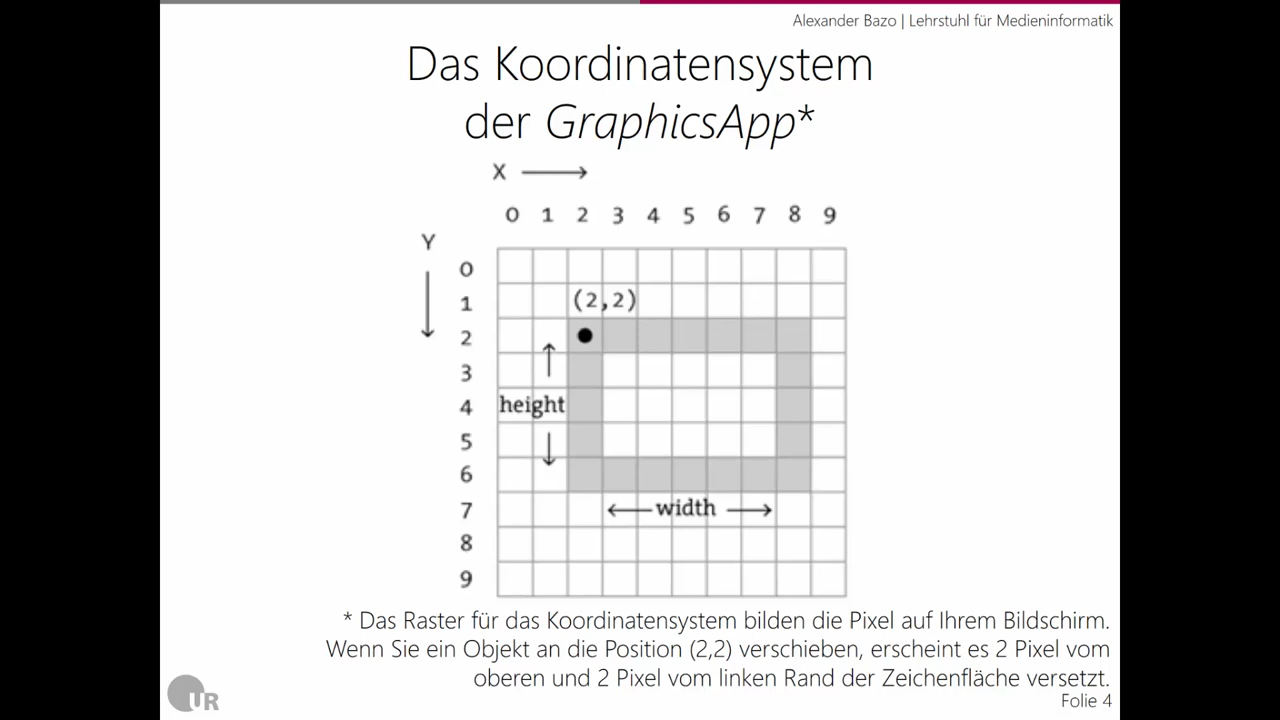 Alexander Bazo | Lehrstuhl für Medieninformatik
Das Koordinatensystem
der GraphicsApp*
X
0 1 2 3 4 5 6 7 8 9
Y
0
1
(2,2)
2
3
4
height
5
6
7
width
8
9
* Das Raster für das Koordinatensystem bilden die Pixel auf Ihrem Bildschirm.
Wenn Sie ein Objekt an die Position (2,2) verschieben, erscheint es 2 Pixel vom
oberen und 2 Pixel vom linken Rand der Zeichenfläche versetzt.
UR
Folie 4